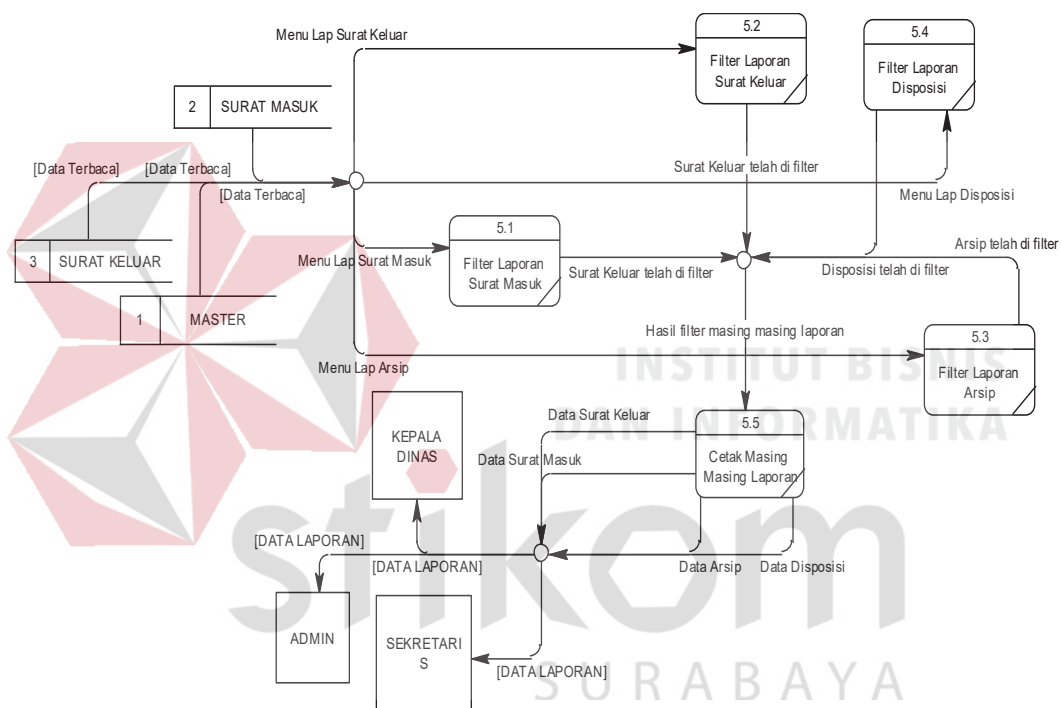 Menu Lap Surat Keluar
5.2
Filter Laporan
Surat Keluar
5.4
Filter Laporan
Disposisi
2 SURAT MASUK
[Data Terbaca]
[Data Terbaca]
[Data Terbaca]
Surat Keluar telah di filter
Menu Lap Disposisi
5.1
Filter Laporan
Surat Masuk
3 SURAT KELUAR
Menu Lap Surat Masuk
Surat Keluar telah di filter
Disposisi telah di filter
Arsip telah di filter
1 MASTER
Hasil filter masing masing laporan
5.3
Filter Laporan
Arsip
Menu Lap Arsip
INSTITUT BISNIS
DAN INFORMATIKA
KEPALA
DINAS
Data Surat Keluar
Data Surat Masuk
5.5
Cetak Masing
Masing Laporan
stikom
[DATA LAPORAN]
[DATA LAPORAN]
Data Arsip
Data Disposisi
ADMIN
SEKRETARI
S
[DATA LAPORAN]
SURABAYA